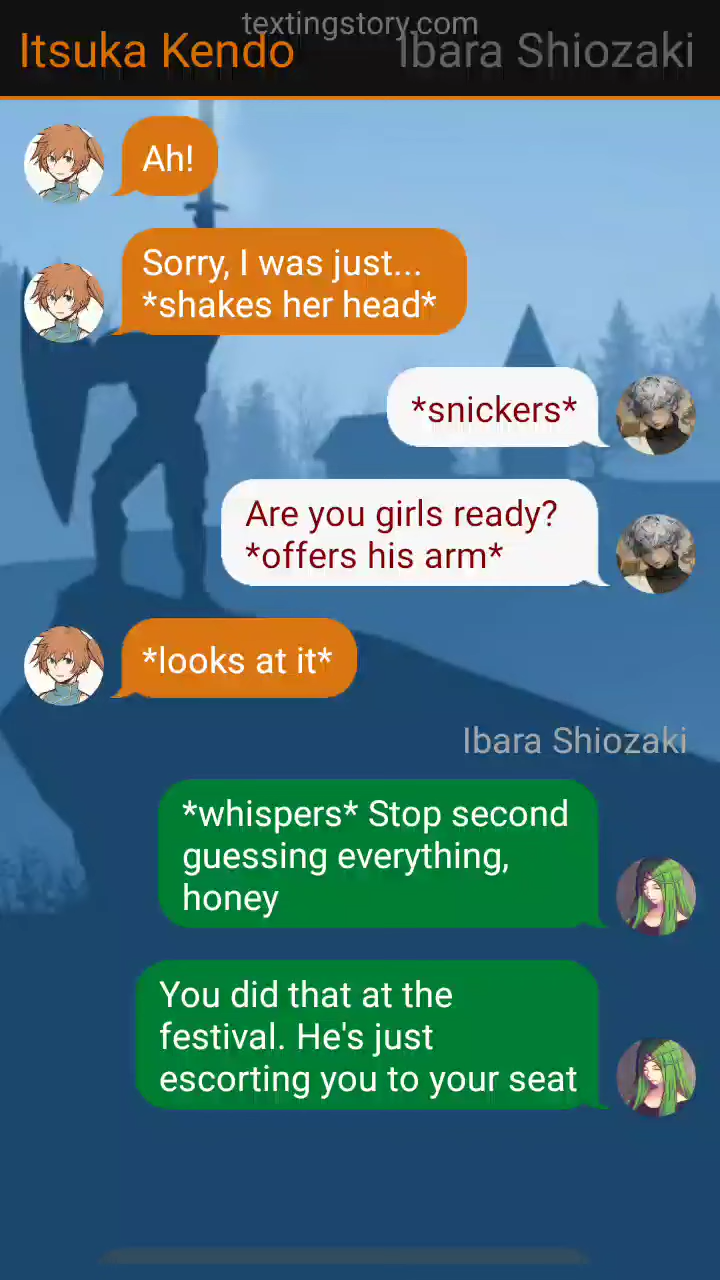 textingstory.com
Itsuka Kendo
Ibara Shiozaki
Ah!
Sorry, I was just...
*shakes her head*
*snickers*
Are you girls ready?
*offers his arm*
*looks at it*
Ibara Shiozaki
*whispers* Stop second
guessing everything,
honey
You did that at the
festival. He's just
escorting you to your seat